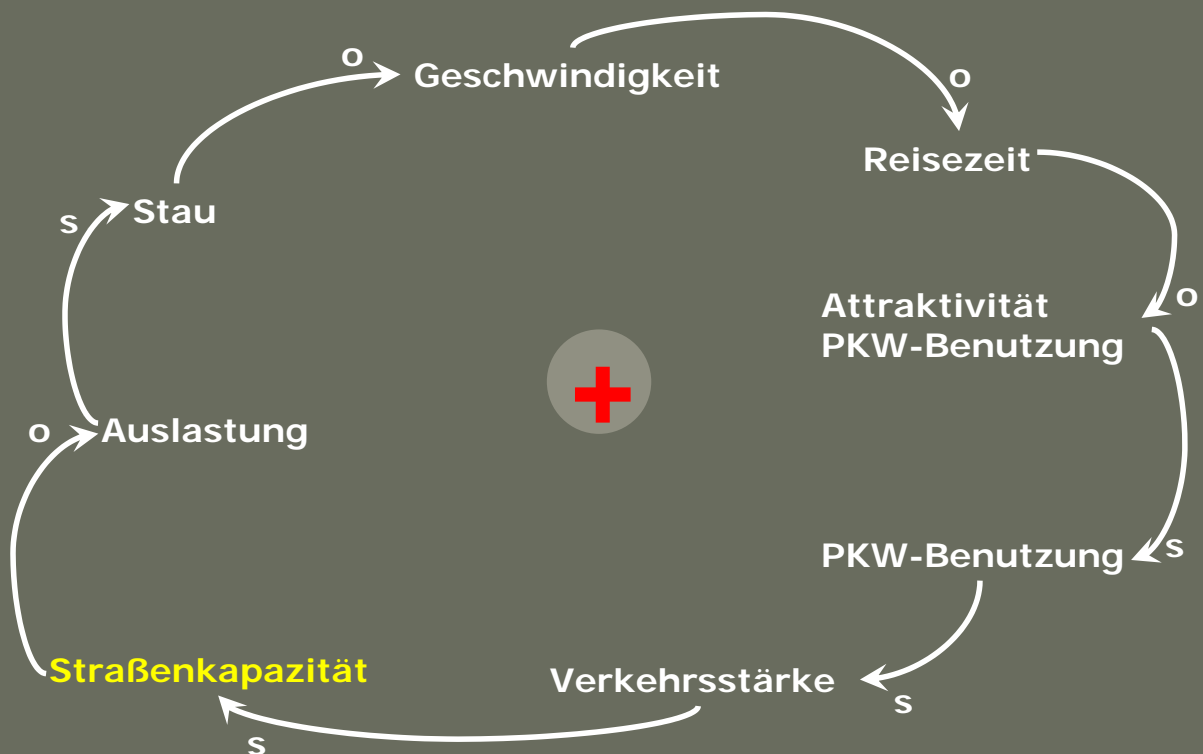 o
Geschwindigkeit
o
Reisezeit
s
Stau
Attraktivität
PKW-Benutzung
o
o
Auslastung
PKW-Benutzung
s
Straßenkapazität
Verkehrsstärke
s
s